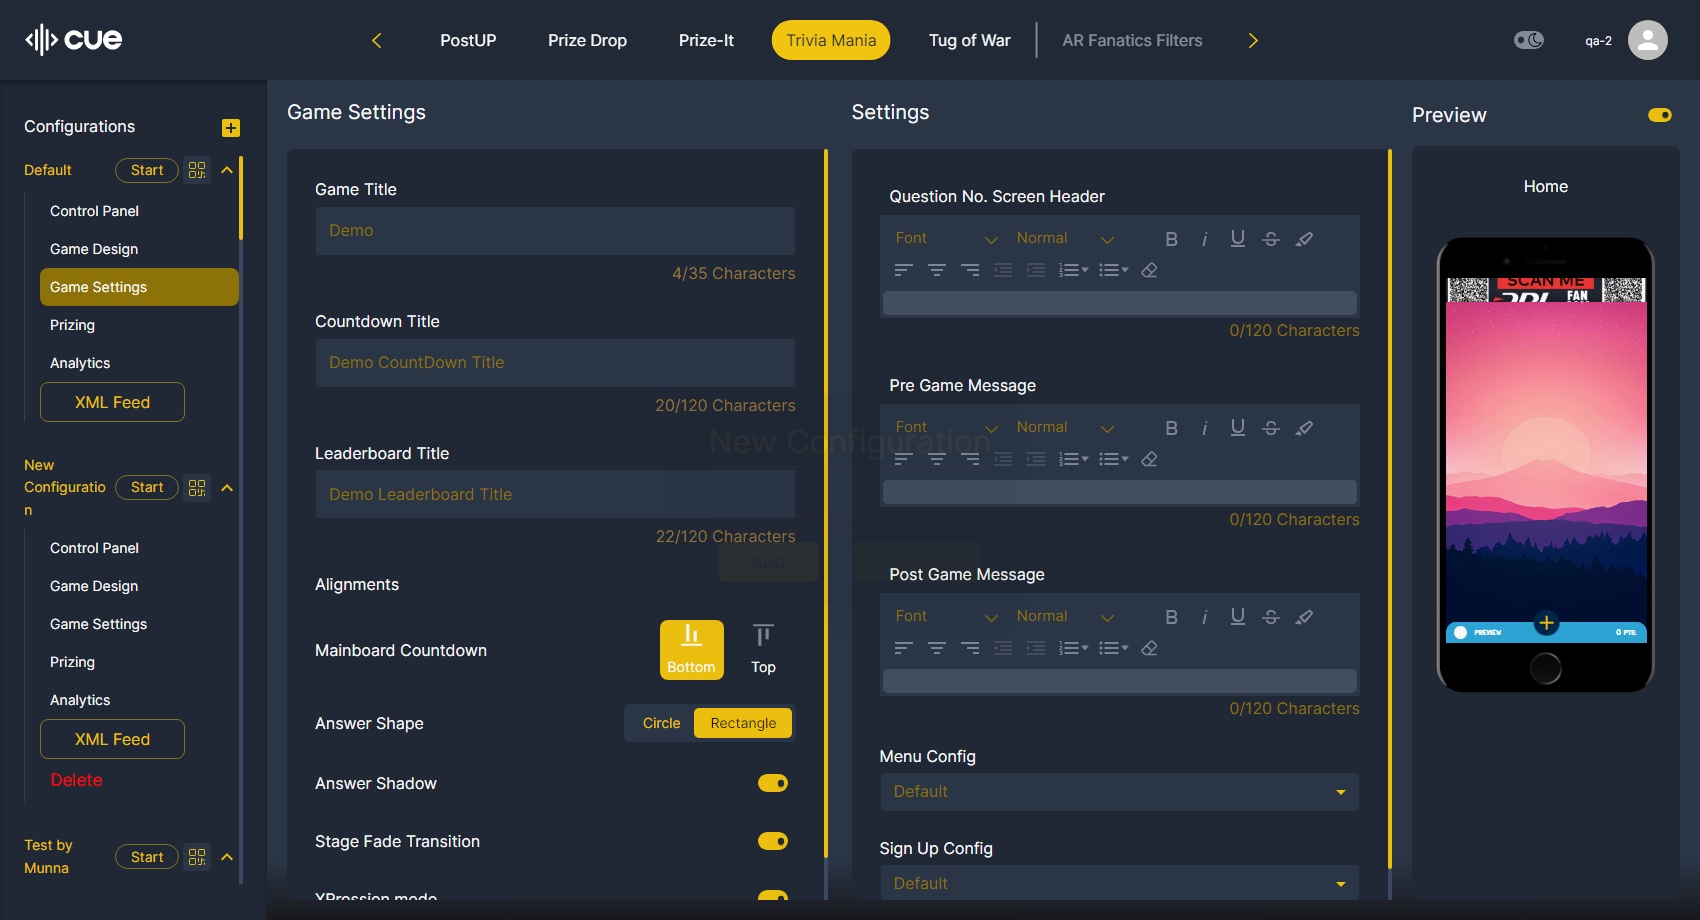 cue
PostUP
Prize Drop
Prize-It
Trivia Mania
Tug of War
AR Fanatics Filters
qa-2
Configurations
Default
Start
Control Panel
Game Design
Game Settings
Prizing
Analytics
XML Feed
New
Configuratio
n
Start
Control Panel
Game Design
Game Settings
Prizing
Analytics
XML Feed
Delete
Test by
Munna
Start
Game Settings
Game Title
Demo
4/35 Characters
Countdown Title
Demo CountDown Title
20/120 Characters
Leaderboard Title
Demo Leaderboard Title
22/120 Characters
Alignments
Mainboard Countdown
Bottom
Top
Answer Shape
Circle
Rectangle
Answer Shadow
Stage Fade Transition
XPression mode
New Configuration
ADD
Settings
Question No. Screen Header
Font
Normal
B i U S
0/120 Characters
Pre Game Message
Font
Normal
B i U S
0/120 Characters
Post Game Message
Font
Normal
B i U S
0/120 Characters
Menu Config
Default
Sign Up Config
Default
Preview
Home
SCAN ME
FAN
PREVIEW
0 PTS.